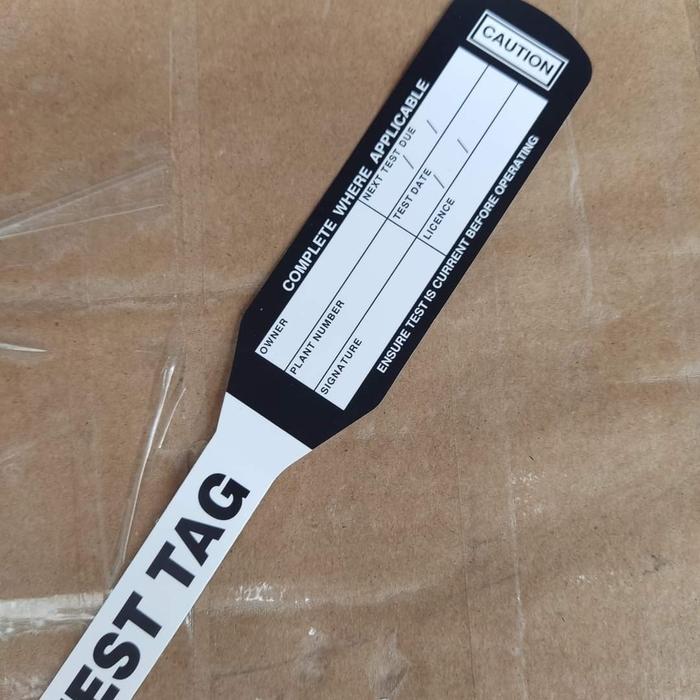 CAUTION
COMPLETE WHERE APPLICABLE
OWNER
NEXT TEST DUE / /
PLANT NUMBER
TEST DATE / /
SIGNATURE
LICENCE
ENSURE TEST IS CURRENT BEFORE OPERATING
EST TAG